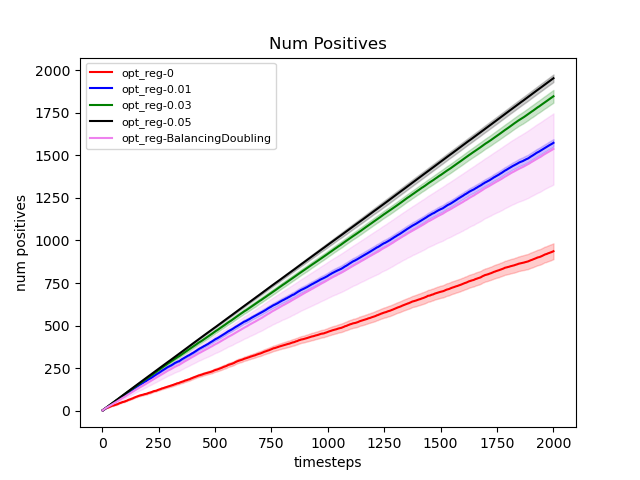 Num Positives
opt_reg-0
opt_reg-0.01
opt_reg-0.03
opt_reg-0.05
opt_reg-BalancingDoubling
num positives
2000
1750
1500
1250
1000
750
500
250
0
0 250 500 750 1000 1250 1500 1750 2000
timesteps